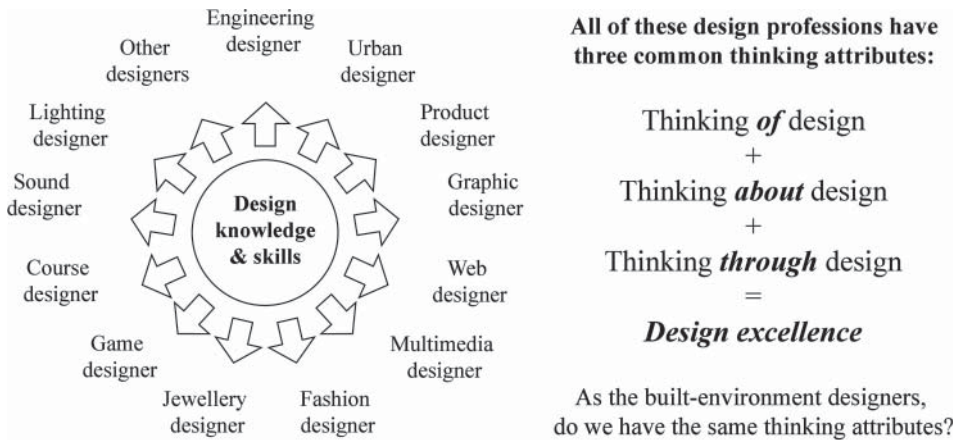 Engineering
designer
Urban
designer
Product
designer
Graphic
designer
Web
designer
Multimedia
designer
Fashion
designer
Jewellery
designer
Game
designer
Course
designer
Sound
designer
Lighting
designer
Other
designers
Design
knowledge
& skills
All of these design professions have
three common thinking attributes:
Thinking of design
+
Thinking about design
+
Thinking through design
=
Design excellence
As the built-environment designers,
do we have the same thinking attributes?